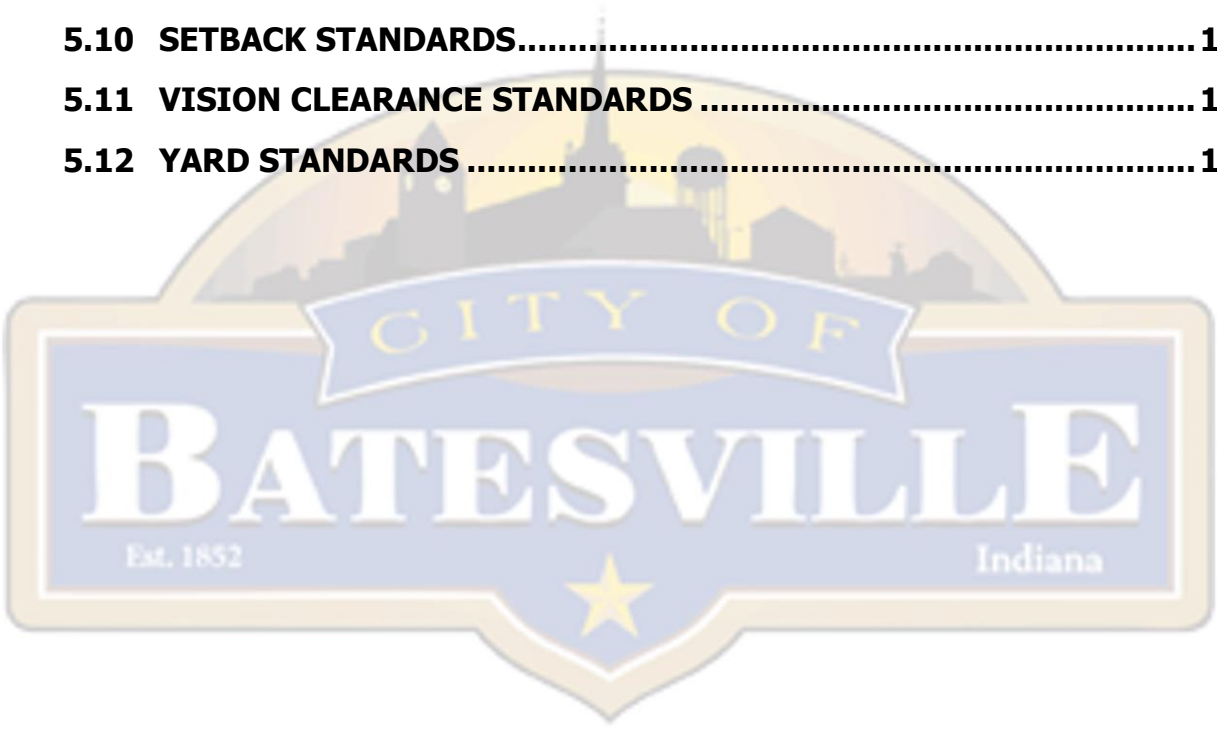 5.10 SETBACK STANDARDS.................................................................. 1
5.11 VISION CLEARANCE STANDARDS ................................................ 1
5.12 YARD STANDARDS ....................................................................... 1
CITY OF
BATESVILLE
Est. 1852 Indiana